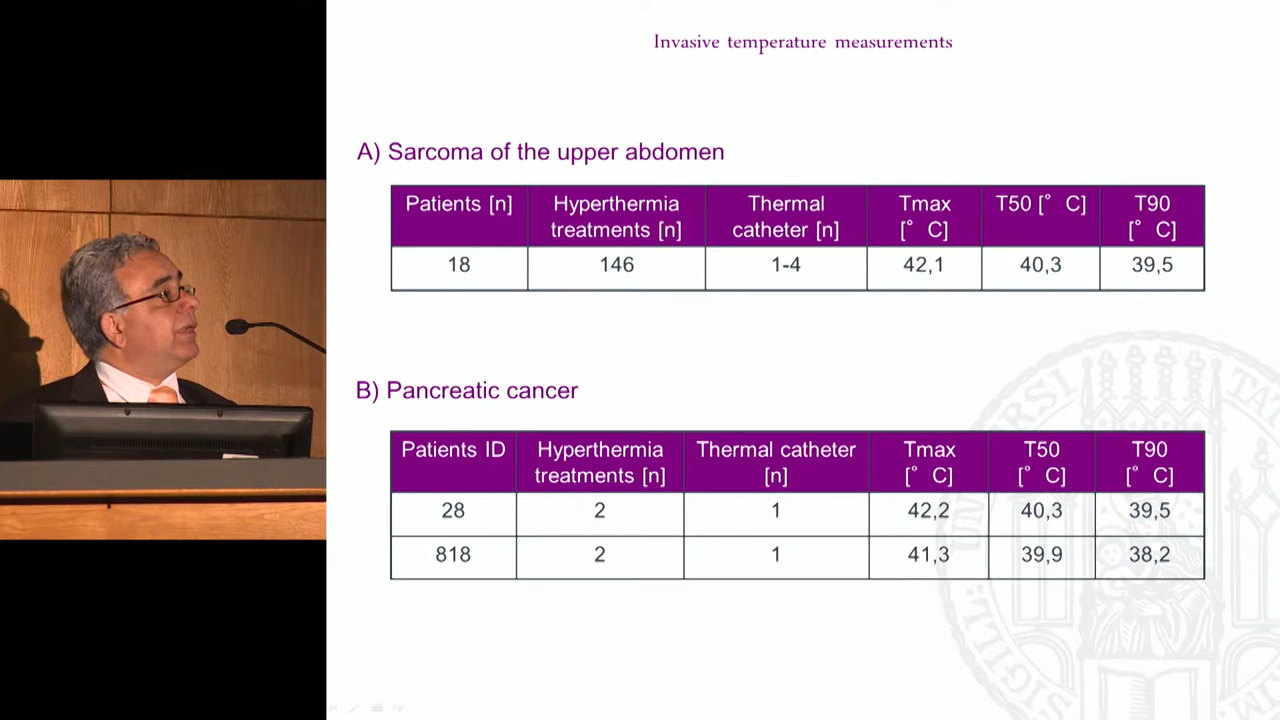 Invasive temperature measurements
A) Sarcoma of the upper abdomen
Patients [n] Hyperthermia treatments [n] Thermal catheter [n] Tmax [° C] T50 [° C] T90 [° C]
18 146 1-4 42,1 40,3 39,5
B) Pancreatic cancer
Patients ID Hyperthermia treatments [n] Thermal catheter [n] Tmax [° C] T50 [° C] T90 [° C]
28 2 1 42,2 40,3 39,5
818 2 1 41,3 39,9 38,2